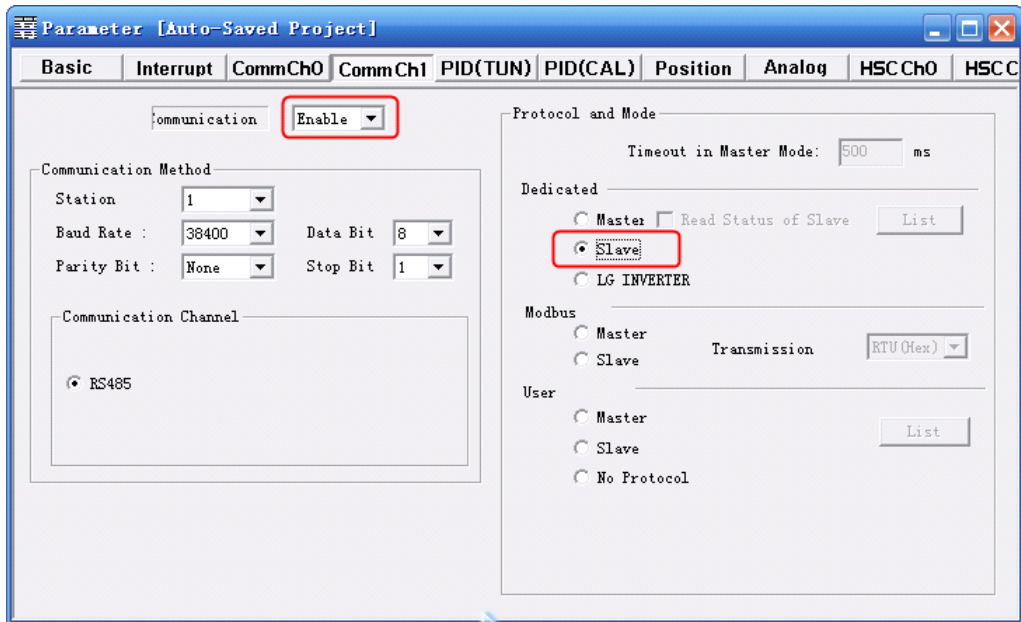 Parameter [Auto-Saved Project]
Basic Interrupt CommCh0 CommCh1 PID(TUN) PID(CAL) Position Analog HSC Ch0 HSC C
ommunication Enable
Communication Method
Station 1
Baud Rate : 38400 Data Bit 8
Parity Bit : None Stop Bit 1
Communication Channel
RS485
Protocol and Mode
Timeout in Master Mode: 500 ms
Dedicated
Master Read Status of Slave List
Slave
LG INVERTER
Modbus
Master
Slave
Transmission RTU(Hex)
User
Master
Slave
No Protocol
List